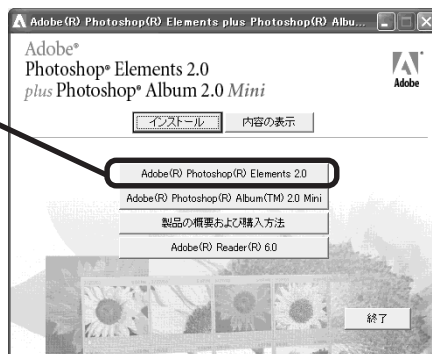 Adobe(R) Photoshop(R) Elements plus Photoshop(R) Albu...
Adobe®
Photoshop® Elements 2.0
plus Photoshop® Album 2.0 Mini
Adobe
インストール 内容の表示
Adobe(R) Photoshop(R) Elements 2.0
Adobe(R) Photoshop(R) Album(TM) 2.0 Mini
製品の概要および購入方法
Adobe(R) Reader(R) 6.0
終了